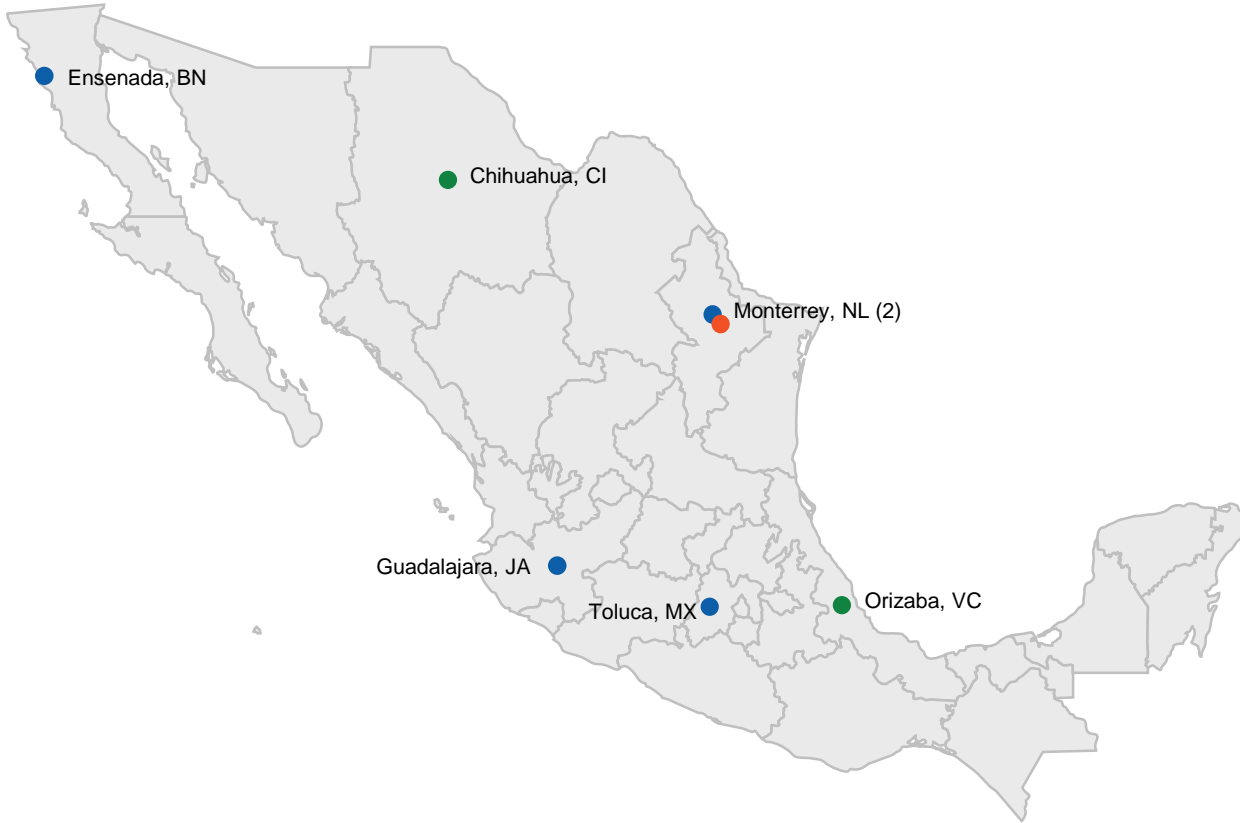 Ensenada, BN
Chihuahua, CI
Monterrey, NL (2)
Guadalajara, JA
Toluca, MX
Orizaba, VC